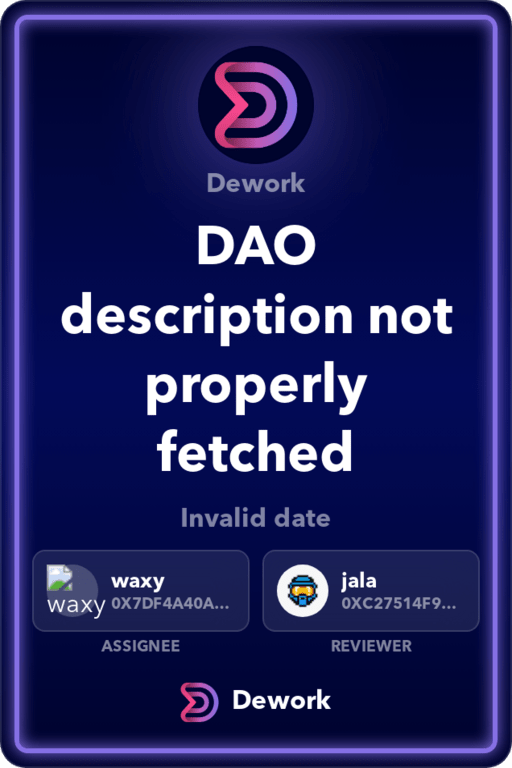 Dework
DAO
description not
properly
fetched
Invalid date
waxy
waxy
0X7DF4A40A...
jala
0XC27514F9...
ASSIGNEE
REVIEWER
Dework